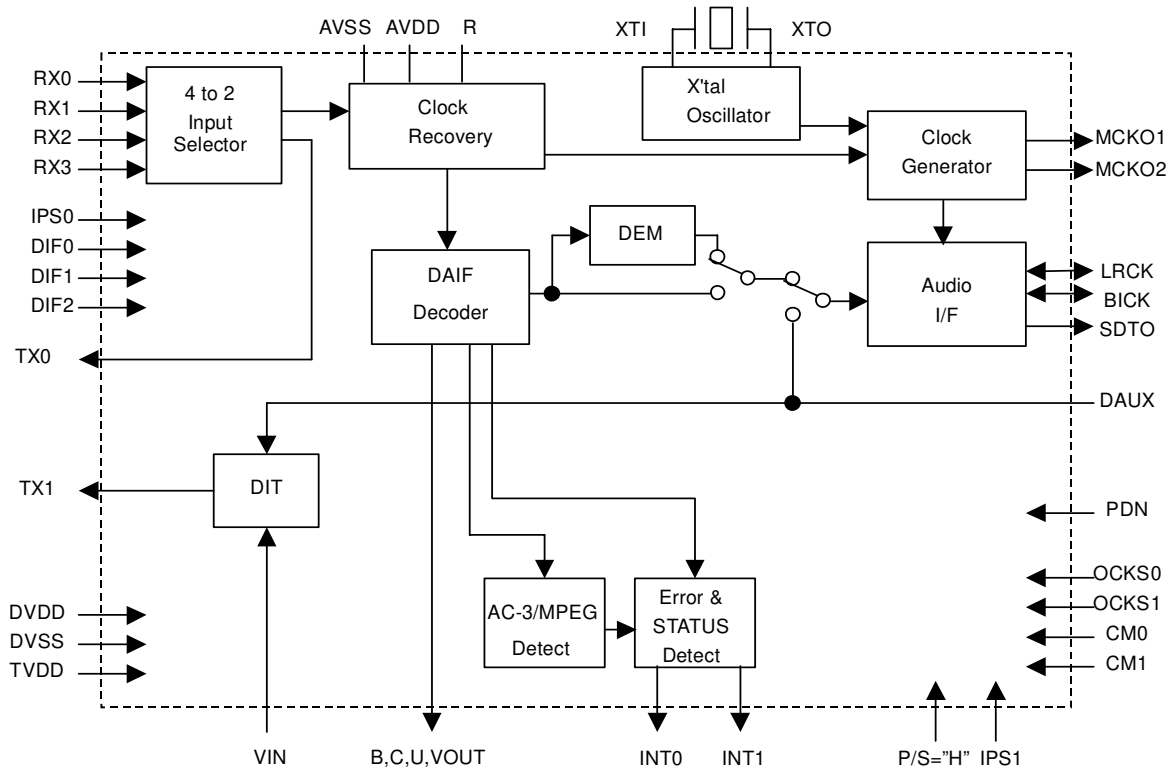 AVSS AVDD R
XTI XTO
RX0
RX1
RX2
RX3
4 to 2
Input
Selector
Clock
Recovery
X'tal
Oscillator
Clock
Generator
MCKO1
MCKO2
IPS0
DIF0
DIF1
DIF2
DAIF
Decoder
DEM
Audio
I/F
LRCK
BICK
SDTO
TX0
DAUX
TX1
DIT
PDN
AC-3/MPEG
Detect
Error &
STATUS
Detect
OCKS0
OCKS1
CM0
CM1
DVDD
DVSS
TVDD
VIN
B,C,U,VOUT
INT0
INT1
P/S="H"
IPS1